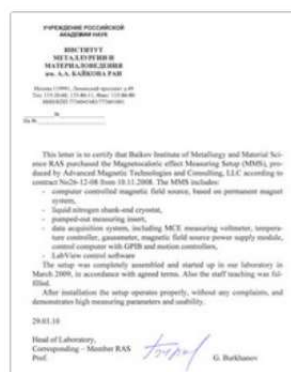 УЧРЕЖДЕНИЕ РОССИЙСКОЙ
АКАДЕМИИ НАУК
ИНСТИТУТ
МЕТАЛЛУРГИИ И
МАТЕРИАЛОВЕДЕНИЯ
им. А.А. БАЙКОВА РАН
Москва 119991, Ленинский проспект д.49
This letter is to certify that Baikov Institute of Metallurgy and Material Sci-
ence RAS purchased the Magnetocaloric effect Measuring Setup (MMS), pro-
duced by Advanced Magnetic Technologies and Consulting, LLC according to
contract No26-12-08 from 10.11.2008. The MMS includes:
- computer controlled magnetic field source, based on permanent magnet
system,
- liquid nitrogen shank-end cryostat,
- pumped-out measuring insert,
- data acquisition system, including MCE measuring voltmeter, tempera-
ture controller, gaussmeter, magnetic field source power supply module,
control computer with GPIB and motion controllers,
- LabView control software
The setup was completely assembled and started up in our laboratory in
March 2009, in accordance with agreed terms. Also the staff teaching was ful-
filled.
After installation the setup operates properly, without any complaints, and
demonstrates high measuring parameters and usability.
29.01.10
Head of Laboratory,
Corresponding – Member RAS
Prof. G. Burkhanov